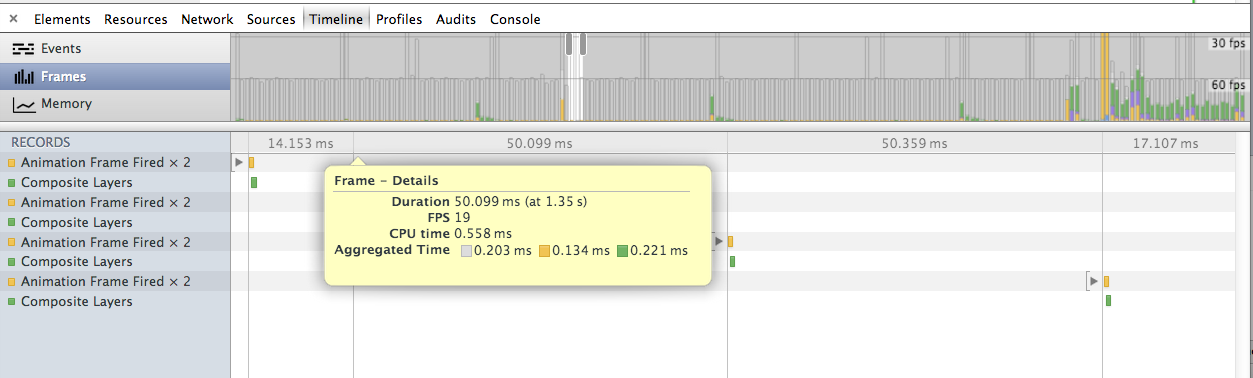 × Elements Resources Network Sources Timeline Profiles Audits Console
Events
30 fps
Frames
60 fps
Memory
RECORDS 14.153 ms 50.099 ms 50.359 ms 17.107 ms
Animation Frame Fired × 2
Composite Layers
Animation Frame Fired × 2
Composite Layers
Animation Frame Fired × 2
Composite Layers
Animation Frame Fired × 2
Composite Layers
Frame – Details
Duration 50.099 ms (at 1.35 s)
FPS 19
CPU time 0.558 ms
Aggregated Time 0.203 ms 0.134 ms 0.221 ms